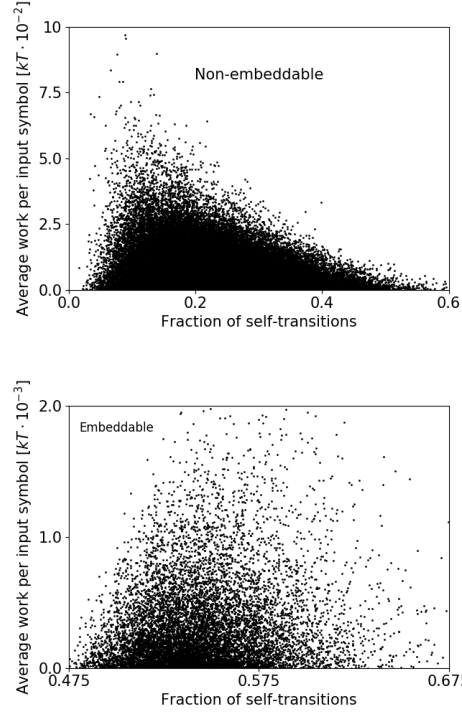 10
7.5
5.0
2.5
0.0
Average work per input symbol [kT · 10⁻²]
Non-embeddable
0.0
0.2
0.4
0.6
Fraction of self-transitions
2.0
1.0
0.0
Average work per input symbol [kT · 10⁻³]
Embeddable
0.475
0.575
0.675
Fraction of self-transitions